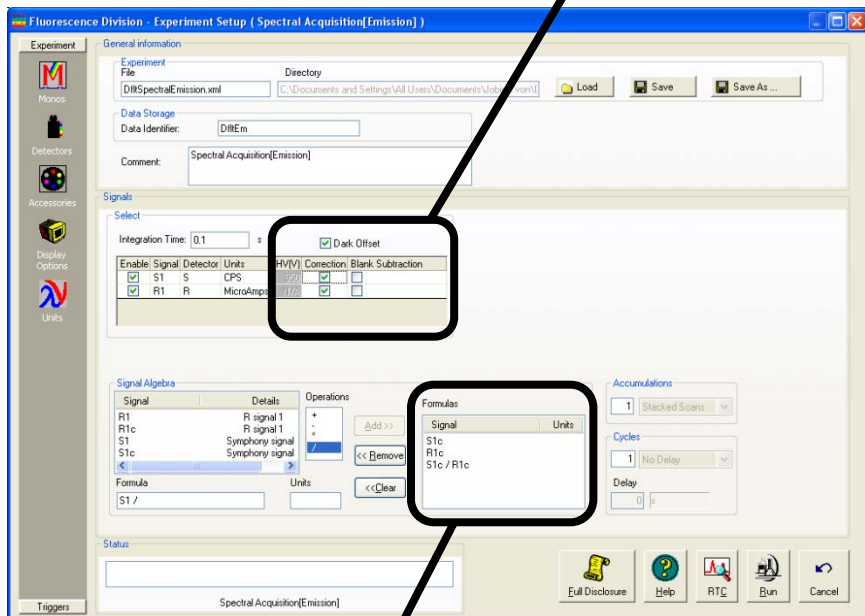 Fluorescence Division - Experiment Setup ( Spectral Acquisition[Emission] )
Experiment
Monos
Detectors
Accessories
Display
Options
Units
Triggers
General information
Experiment
File
Directory
DfltSpectralEmission.xml
C:\Documents and Settings\All Users\Documents\Jobin
Load
Save
Save As ...
Data Storage
Data Identifier: DfltEm
Comment: Spectral Acquisition[Emission]
Signals
Select
Integration Time: 0.1 s
Dark Offset
Enable Signal Detector Units HV(V) Correction Blank Subtraction
S1 S CPS 950
R1 R MicroAmps N/A
Signal Algebra
Signal Details
R1 R signal 1
R1c R signal 1
S1 Symphony signal
S1c Symphony signal
Operations
+
-
*
/
Add >>
<< Remove
<<Clear
Formula Units
S1 /
Formulas
Signal Units
S1c
R1c
S1c / R1c
Accumulations
1 Stacked Scans
Cycles
1 No Delay
Delay
0 s
Status
Spectral Acquisition[Emission]
Full Disclosure
Help
RTC
Run
Cancel